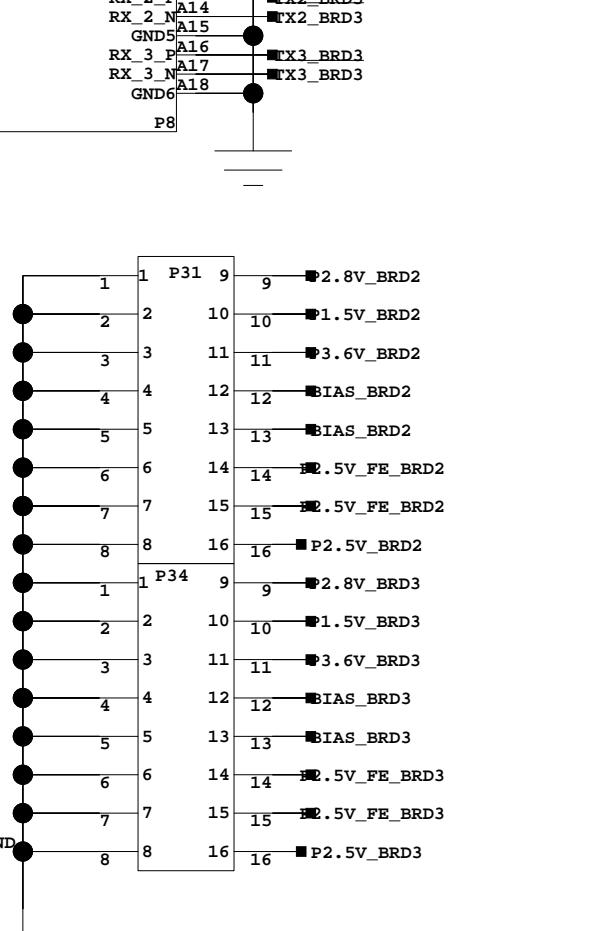 A14
RX_2_N TX2_BRD3
A15
GND5
A16
RX_3_P TX3_BRD3
A17
RX_3_N TX3_BRD3
A18
GND6
P8
P31
1 1 9 9 P2.8V_BRD2
2 2 10 10 P1.5V_BRD2
3 3 11 11 P3.6V_BRD2
4 4 12 12 BIAS_BRD2
5 5 13 13 BIAS_BRD2
6 6 14 14 P2.5V_FE_BRD2
7 7 15 15 P2.5V_FE_BRD2
8 8 16 16 P2.5V_BRD2
P34
1 1 9 9 P2.8V_BRD3
2 2 10 10 P1.5V_BRD3
3 3 11 11 P3.6V_BRD3
4 4 12 12 BIAS_BRD3
5 5 13 13 BIAS_BRD3
6 6 14 14 P2.5V_FE_BRD3
7 7 15 15 P2.5V_FE_BRD3
8 8 16 16 P2.5V_BRD3